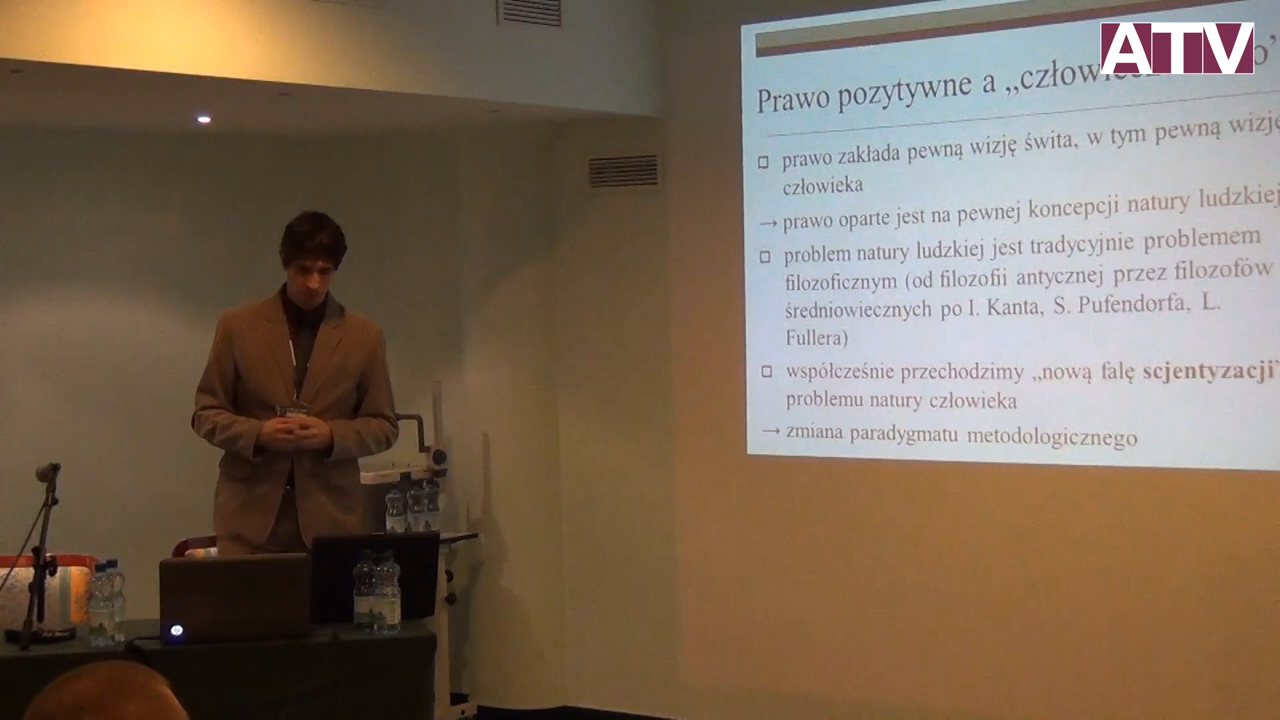 ATV
Prawo pozytywne a „człow
prawo zakłada pewną wizję świta, w tym pewną wizję
człowieka
→ prawo oparte jest na pewnej koncepcji natury ludzkiej
problem natury ludzkiej jest tradycyjnie problemem
filozoficznym (od filozofii antycznej przez filozofów
średniowiecznych po I. Kanta, S. Pufendorfa, L.
Fullera)
współcześnie przechodzimy „nową falę scjentyzacji”
problemu natury człowieka
→ zmiana paradygmatu metodologicznego
hp